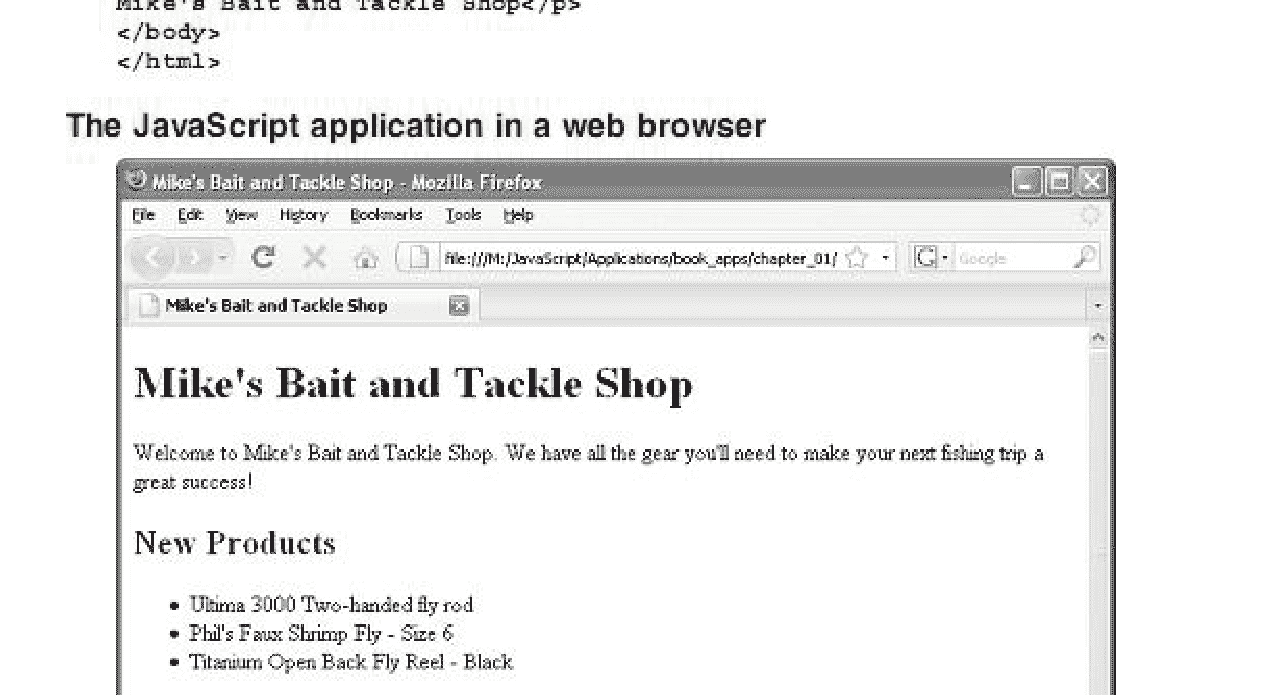 Mike's Bait and Tackle Shop</p>
</body>
</html>
The JavaScript application in a web browser
Mike's Bait and Tackle Shop - Mozilla Firefox
File Edit View History Bookmarks Tools Help
file:///M:/JavaScript/Applications/book_apps/chapter_01/ G Google
Mike's Bait and Tackle Shop
Mike's Bait and Tackle Shop
Welcome to Mike's Bait and Tackle Shop. We have all the gear you'll need to make your next fishing trip a
great success!
New Products
• Ultima 3000 Two-handed fly rod
• Phil's Faux Shrimp Fly - Size 6
• Titanium Open Back Fly Reel - Black